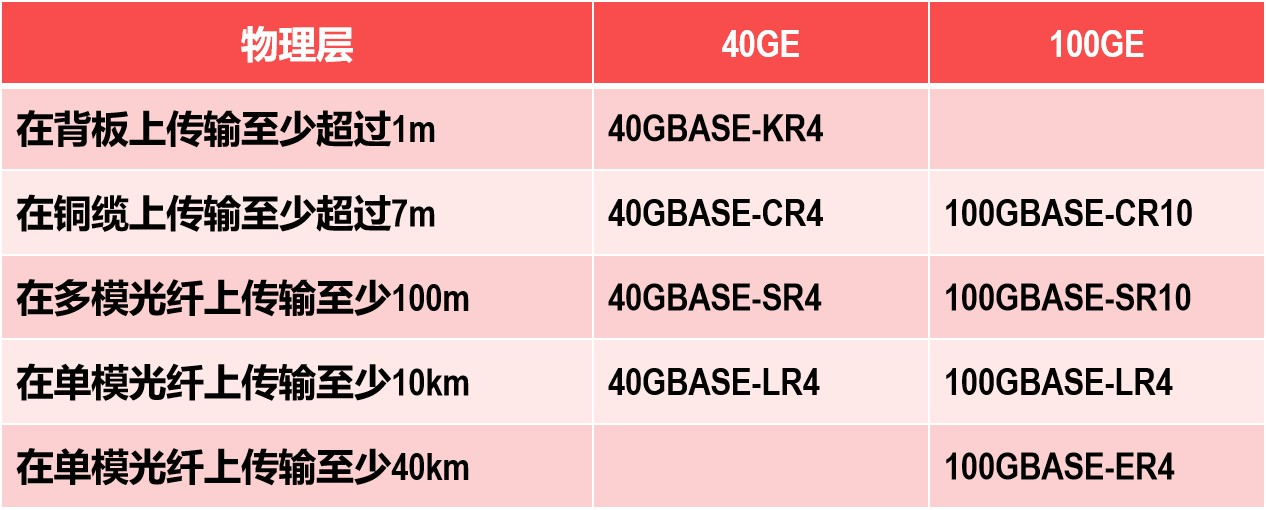 物理层 40GE 100GE
在背板上传输至少超过1m 40GBASE-KR4
在铜缆上传输至少超过7m 40GBASE-CR4 100GBASE-CR10
在多模光纤上传输至少100m 40GBASE-SR4 100GBASE-SR10
在单模光纤上传输至少10km 40GBASE-LR4 100GBASE-LR4
在单模光纤上传输至少40km 100GBASE-ER4